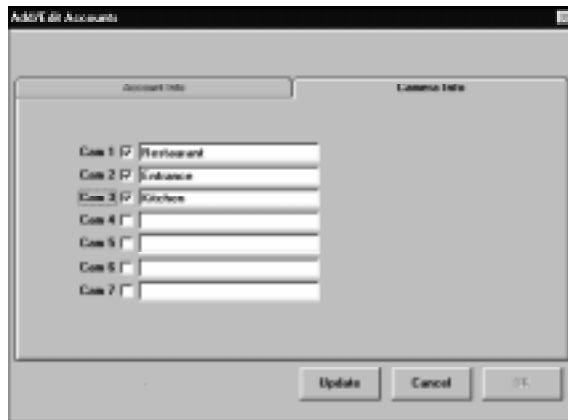 Add/Edit Accounts
Account Info
Camera Info
Cam 1 Restaurant
Cam 2 Entrance
Cam 3 Kitchen
Cam 4
Cam 5
Cam 6
Cam 7
Update Cancel OK